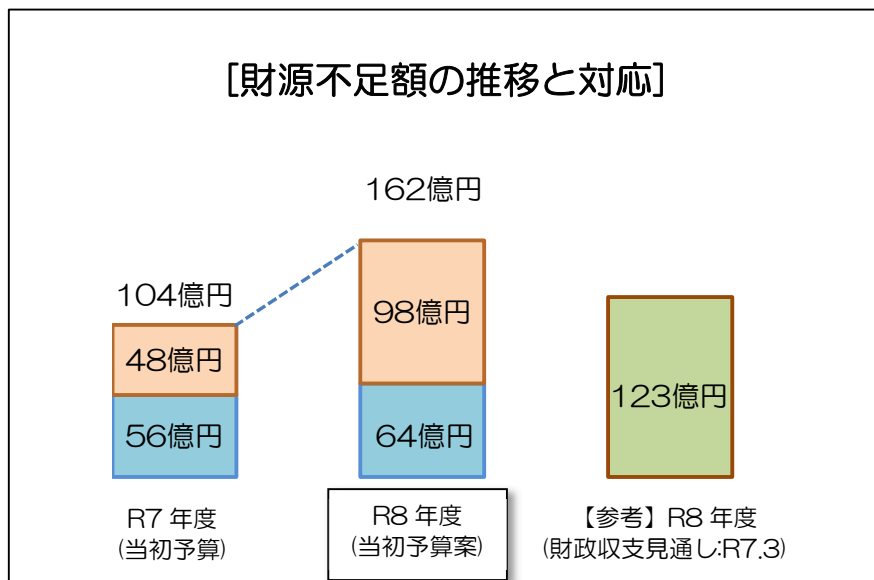 [財源不足額の推移と対応]
162億円
104億円
98億円
48億円
123億円
56億円
64億円
R7 年度
(当初予算)
R8 年度
(当初予算案)
【参考】R8 年度
(財政収支見通し:R7.3)